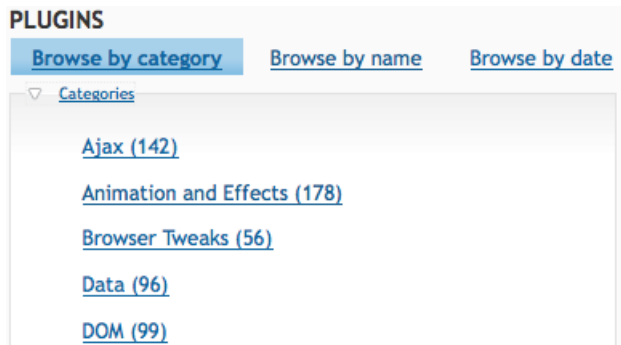 PLUGINS
Browse by category Browse by name Browse by date
Categories
Ajax (142)
Animation and Effects (178)
Browser Tweaks (56)
Data (96)
DOM (99)